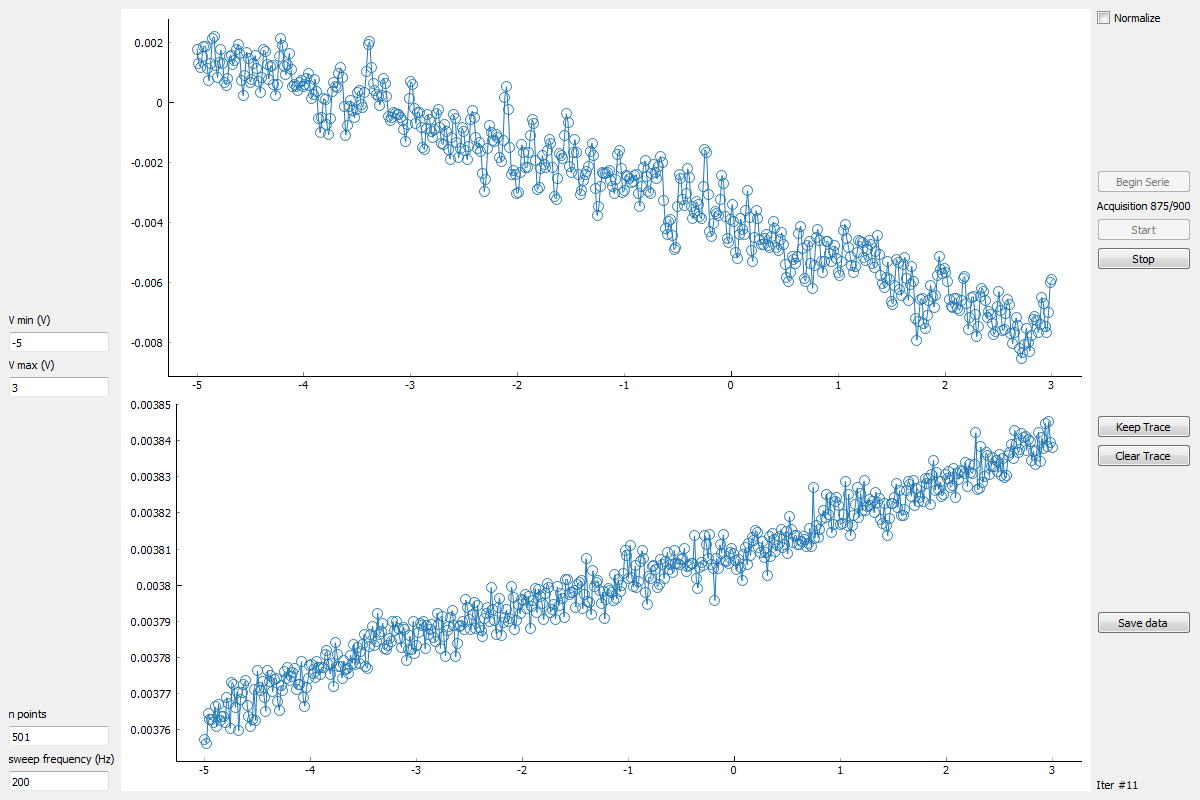 Normalize
0.002
0
-0.002
-0.004
-0.006
-0.008
-5 -4 -3 -2 -1 0 1 2 3
Begin Serie
Acquisition 875/900
Start
Stop
V min (V)
-5
V max (V)
3
0.00385
0.00384
0.00383
0.00382
0.00381
0.0038
0.00379
0.00378
0.00377
0.00376
-5 -4 -3 -2 -1 0 1 2 3
Keep Trace
Clear Trace
Save data
n points
501
sweep frequency (Hz)
200
Iter #11